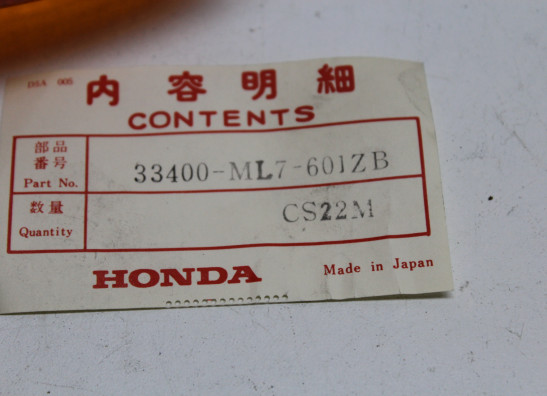 DSA 005
内容明細
CONTENTS
部品
番号
Part No.
33400-ML7-601ZB
数量
Quantity
CS22M
HONDA
Made in Japan